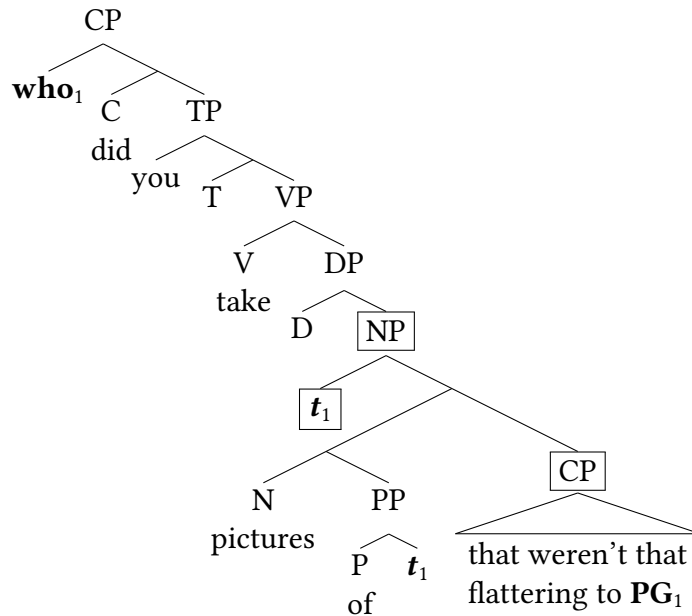 CP
who₁
C TP
did
you
T VP
V DP
take
D NP
t₁
CP
N PP
pictures
that weren't that
P t₁
flattering to PG₁
of